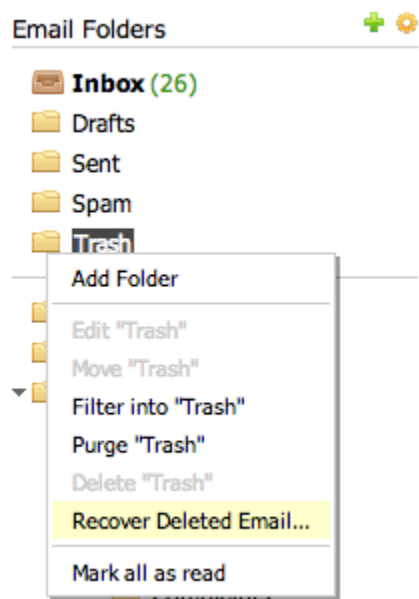 Email Folders
Inbox (26)
Drafts
Sent
Spam
Trash
Add Folder
Edit "Trash"
Move "Trash"
Filter into "Trash"
Purge "Trash"
Delete "Trash"
Recover Deleted Email...
Mark all as read